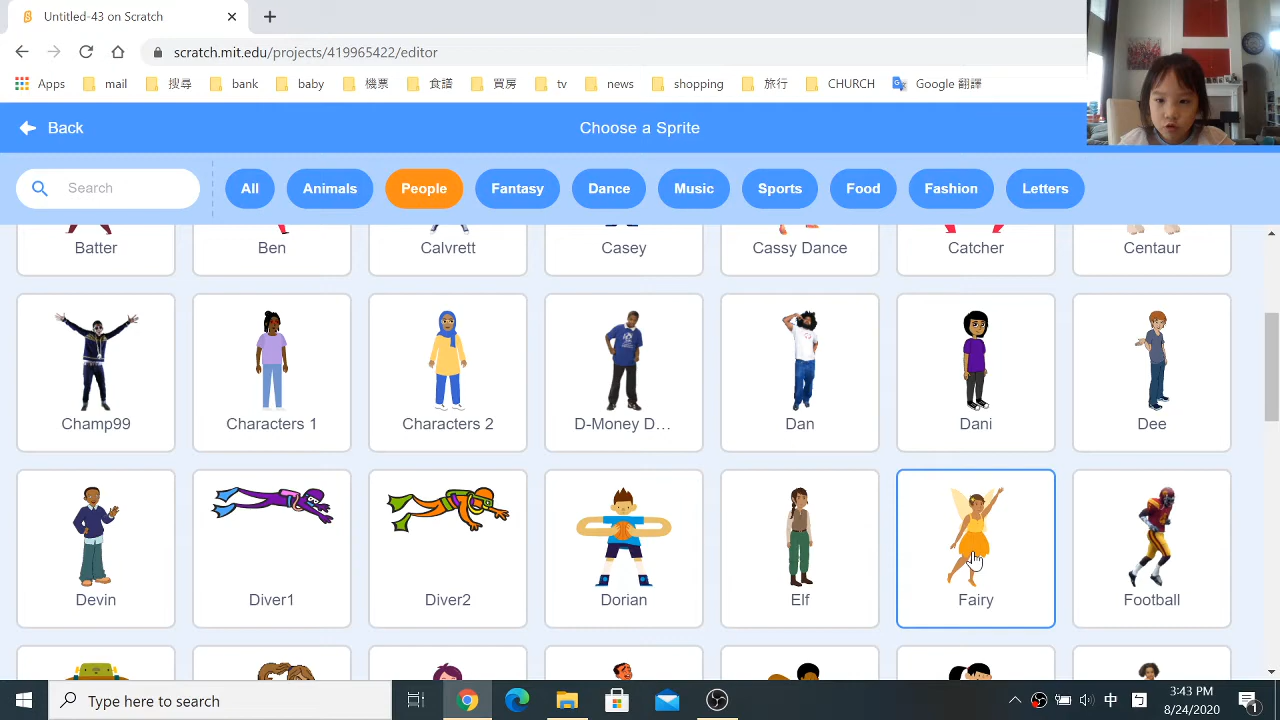 Untitled-43 on Scratch
scratch.mit.edu/projects/419965422/editor
Apps mail 搜尋 bank baby 機票 食譜 買房 tv news shopping 旅行 CHURCH Google 翻譯
Back Choose a Sprite
Search All Animals People Fantasy Dance Music Sports Food Fashion Letters
Batter Ben Calvrett Casey Cassy Dance Catcher Centaur
Champ99 Characters 1 Characters 2 D-Money D... Dan Dani Dee
Devin Diver1 Diver2 Dorian Elf Fairy Football
Type here to search 中 3:43 PM
8/24/2020 1